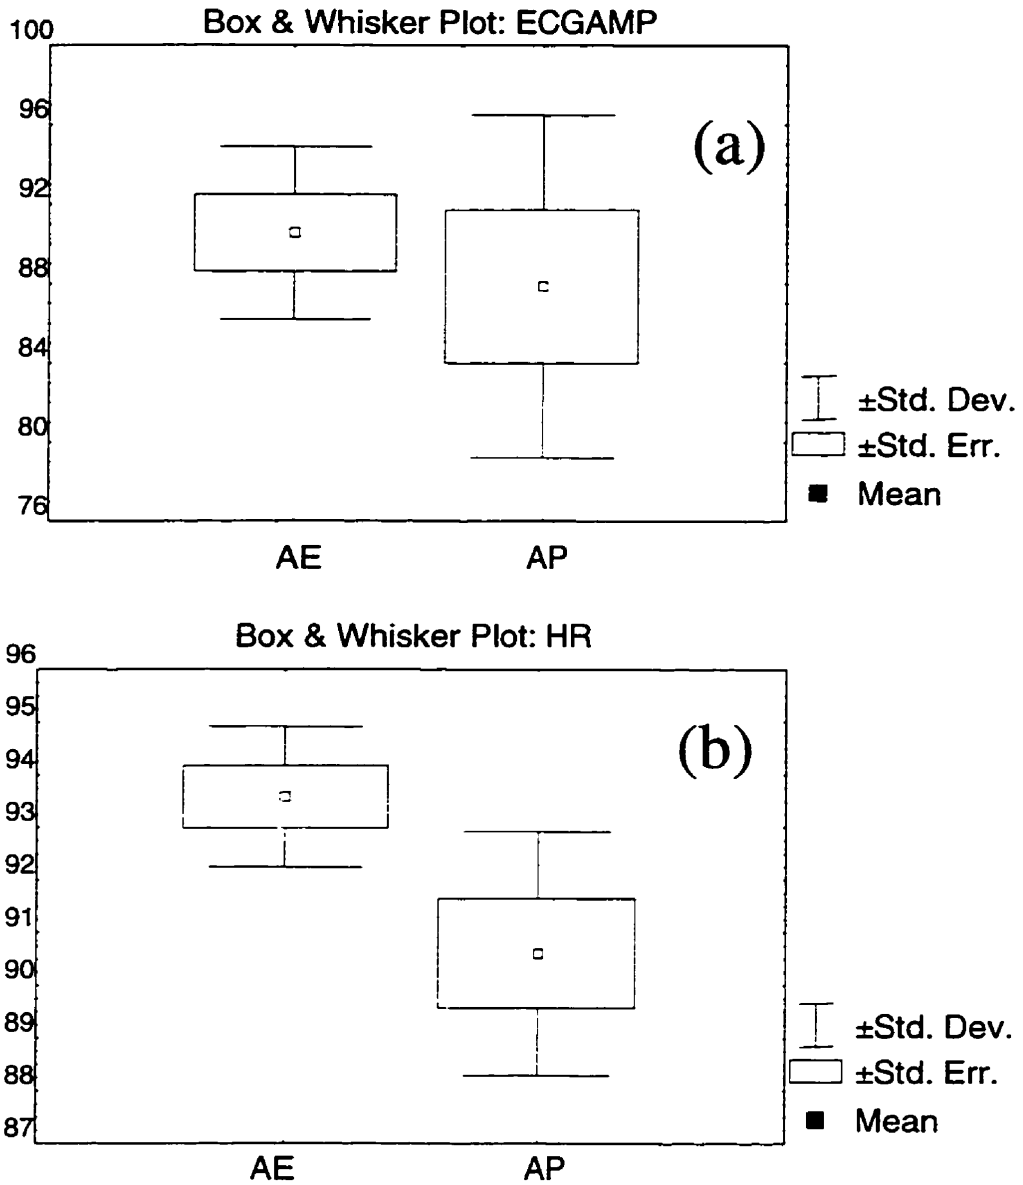 Box & Whisker Plot: ECGAMP
100
96
92
88
84
80
76
(a)
AE
AP
±Std. Dev.
±Std. Err.
Mean
Box & Whisker Plot: HR
96
95
94
93
92
91
90
89
88
87
(b)
AE
AP
±Std. Dev.
±Std. Err.
Mean